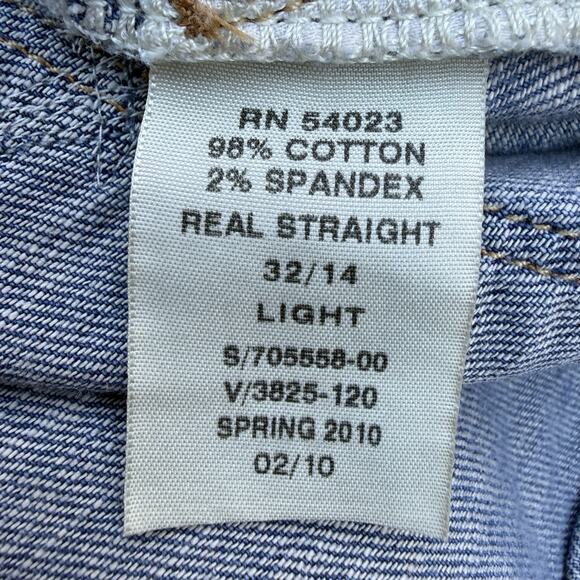 RN 54023
98% COTTON
2% SPANDEX
REAL STRAIGHT
32/14
LIGHT
S/705558-00
V/3825-120
SPRING 2010
02/10